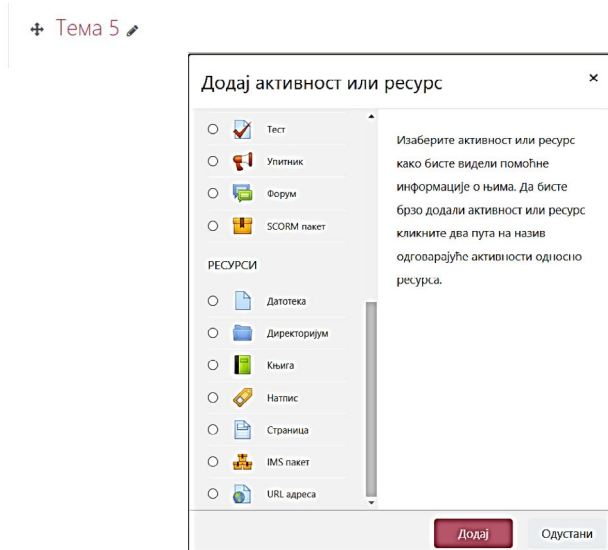 Тема 5
Додај активност или ресурс
×
Тест
Упитник
Форум
SCORM пакет
РЕСУРСИ
Датотека
Директоријум
Књига
Натпис
Страница
IMS пакет
URL адреса
Изаберите активност или ресурс
како бисте видели помоћне
информације о њима. Да бисте
брзо додали активност или ресурс
кликните два пута на назив
одговарајуће активности односно
ресурса.
Додај
Одустани